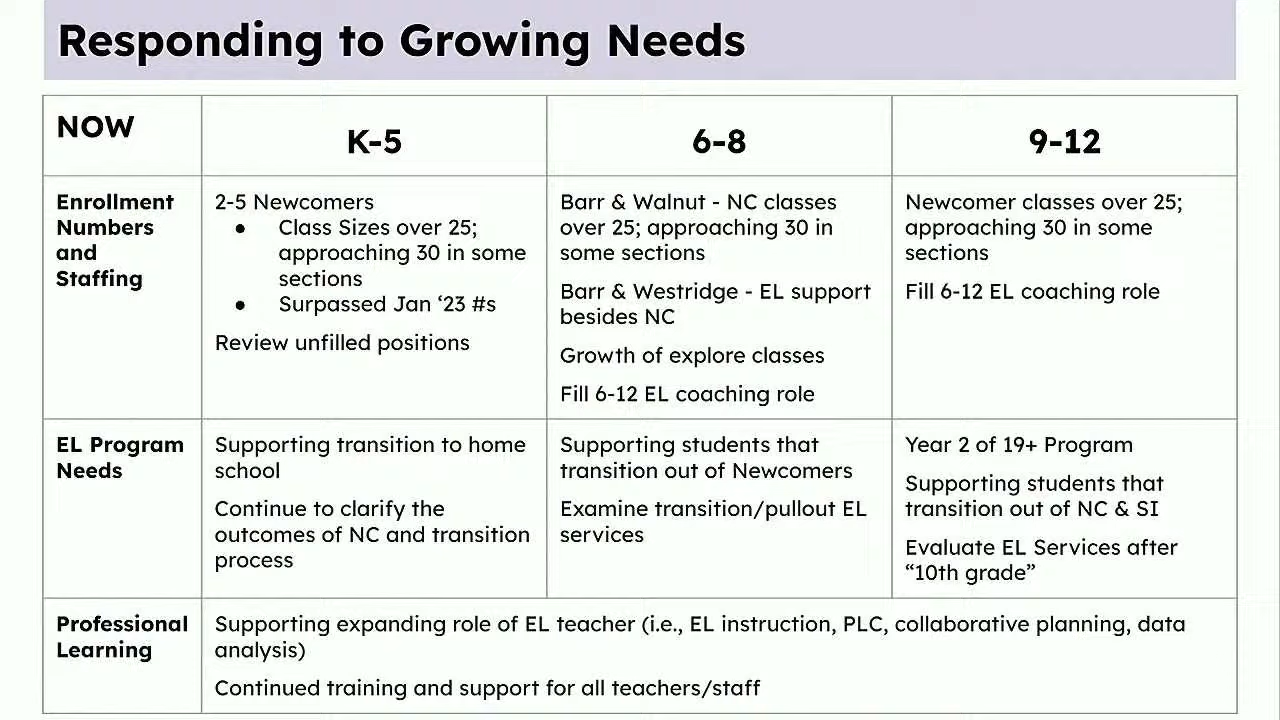 Responding to Growing Needs
NOW
K-5
6-8
9-12
Enrollment
Numbers
and
Staffing
2-5 Newcomers
● Class Sizes over 25;
approaching 30 in some
sections
● Surpassed Jan ‘23 #s
Review unfilled positions
Barr & Walnut - NC classes
over 25; approaching 30 in
some sections
Barr & Westridge - EL support
besides NC
Growth of explore classes
Fill 6-12 EL coaching role
Newcomer classes over 25;
approaching 30 in some
sections
Fill 6-12 EL coaching role
EL Program
Needs
Supporting transition to home
school
Continue to clarify the
outcomes of NC and transition
process
Supporting students that
transition out of Newcomers
Examine transition/pullout EL
services
Year 2 of 19+ Program
Supporting students that
transition out of NC & SI
Evaluate EL Services after
“10th grade”
Professional
Learning
Supporting expanding role of EL teacher (i.e., EL instruction, PLC, collaborative planning, data
analysis)
Continued training and support for all teachers/staff